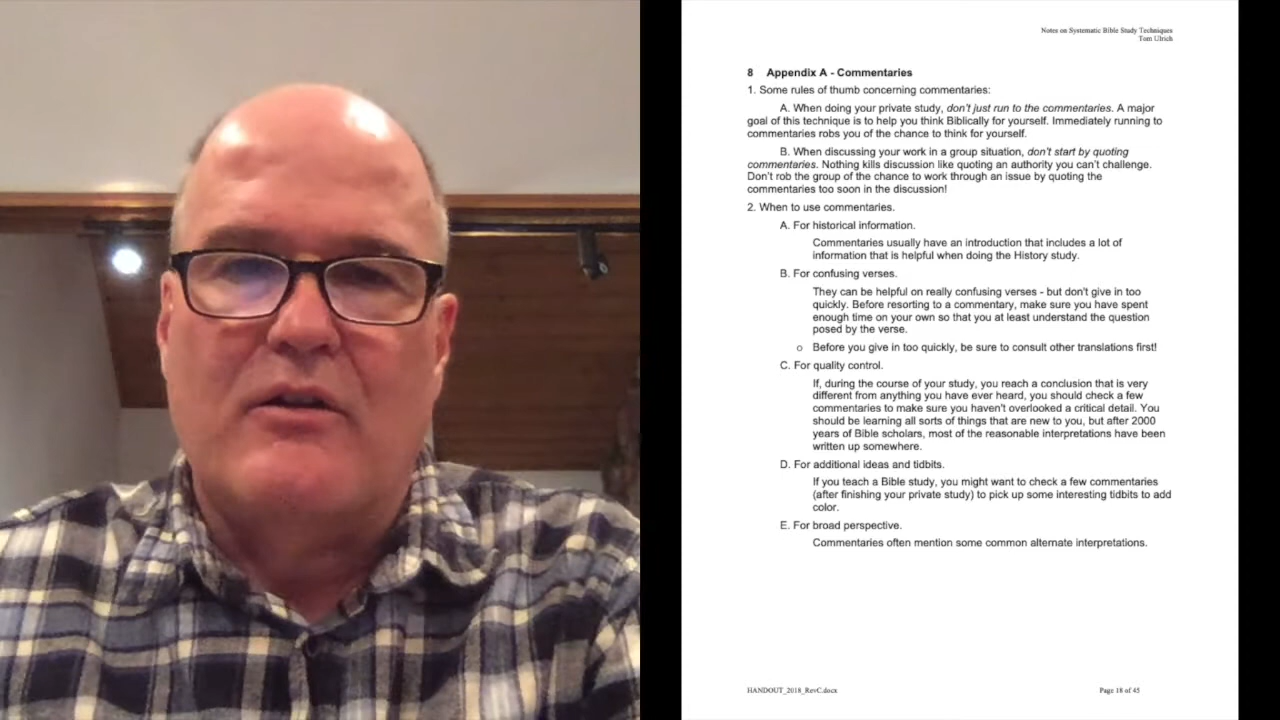 Notes on Systematic Bible Study Techniques
Tom Ulrich
8 Appendix A - Commentaries
1. Some rules of thumb concerning commentaries:
A. When doing your private study, don't just run to the commentaries. A major
goal of this technique is to help you think Biblically for yourself. Immediately running to
commentaries robs you of the chance to think for yourself.
B. When discussing your work in a group situation, don't start by quoting
commentaries. Nothing kills discussion like quoting an authority you can't challenge.
Don't rob the group of the chance to work through an issue by quoting the
commentaries too soon in the discussion!
2. When to use commentaries.
A. For historical information.
Commentaries usually have an introduction that includes a lot of
information that is helpful when doing the History study.
B. For confusing verses.
They can be helpful on really confusing verses - but don't give in too
quickly. Before resorting to a commentary, make sure you have spent
enough time on your own so that you at least understand the question
posed by the verse.
o Before you give in too quickly, be sure to consult other translations first!
C. For quality control.
If, during the course of your study, you reach a conclusion that is very
different from anything you have ever heard, you should check a few
commentaries to make sure you haven't overlooked a critical detail. You
should be learning all sorts of things that are new to you, but after 2000
years of Bible scholars, most of the reasonable interpretations have been
written up somewhere.
D. For additional ideas and tidbits.
If you teach a Bible study, you might want to check a few commentaries
(after finishing your private study) to pick up some interesting tidbits to add
color.
E. For broad perspective.
Commentaries often mention some common alternate interpretations.
HANDOUT_2018_RevC.docx
Page 18 of 45